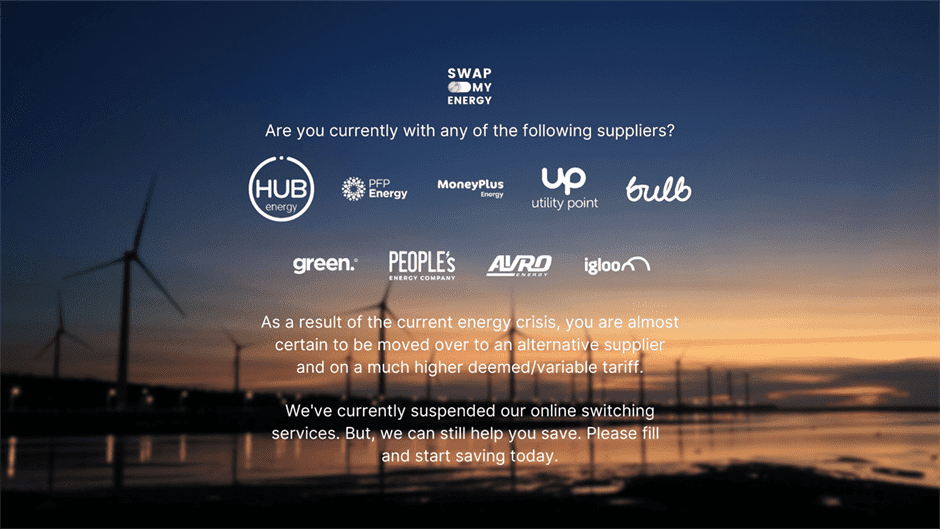 SWAP
MY
ENERGY
Are you currently with any of the following suppliers?
HUB
energy
PFP
Energy
MoneyPlus
Energy
up
utility point
bulb
green.
PEOPLE's
ENERGY COMPANY
AVRO
ENERGY
igloo
As a result of the current energy crisis, you are almost
certain to be moved over to an alternative supplier
and on a much higher deemed/variable tariff.
We've currently suspended our online switching
services. But, we can still help you save. Please fill
and start saving today.